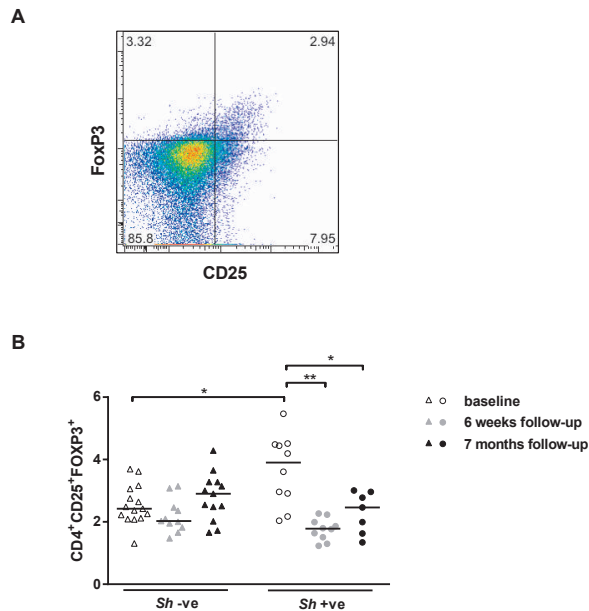 A
3.32 2.94
FoxP3
85.8 7.95
CD25
B
*
*
**
baseline
6 weeks follow-up
7 months follow-up
CD4+CD25+FOXP3+
6
4
2
0
Sh -ve Sh +ve